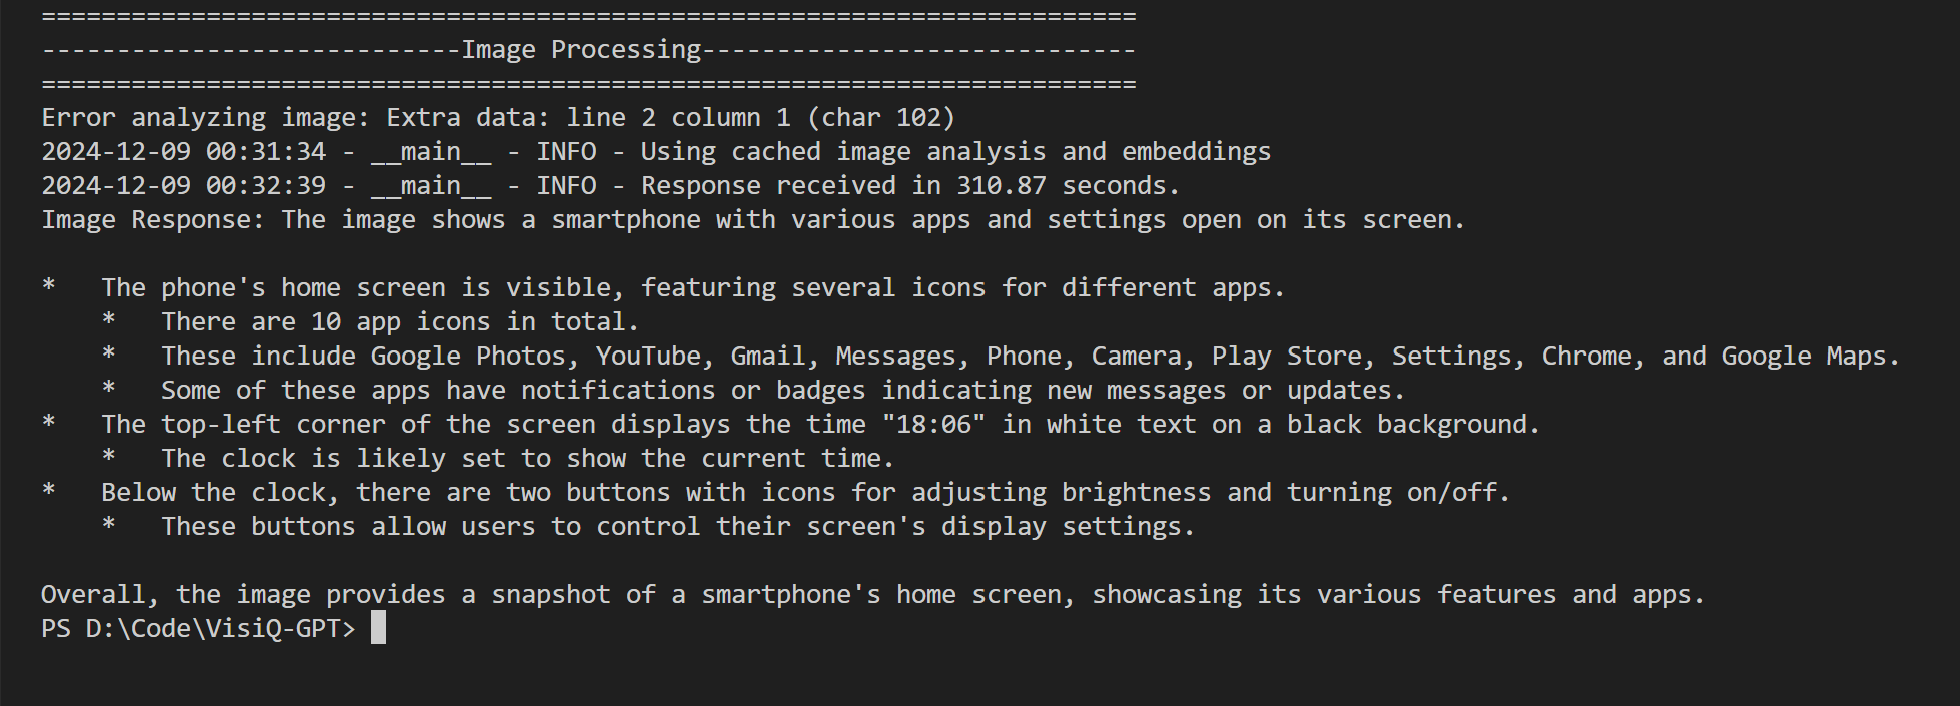 =========================================================================
----------------------------Image Processing-----------------------------
=========================================================================
Error analyzing image: Extra data: line 2 column 1 (char 102)
2024-12-09 00:31:34 - __main__ - INFO - Using cached image analysis and embeddings
2024-12-09 00:32:39 - __main__ - INFO - Response received in 310.87 seconds.
Image Response: The image shows a smartphone with various apps and settings open on its screen.

*   The phone's home screen is visible, featuring several icons for different apps.
    *   There are 10 app icons in total.
    *   These include Google Photos, YouTube, Gmail, Messages, Phone, Camera, Play Store, Settings, Chrome, and Google Maps.
    *   Some of these apps have notifications or badges indicating new messages or updates.
*   The top-left corner of the screen displays the time "18:06" in white text on a black background.
    *   The clock is likely set to show the current time.
*   Below the clock, there are two buttons with icons for adjusting brightness and turning on/off.
    *   These buttons allow users to control their screen's display settings.

Overall, the image provides a snapshot of a smartphone's home screen, showcasing its various features and apps.
PS D:\Code\VisiQ-GPT>